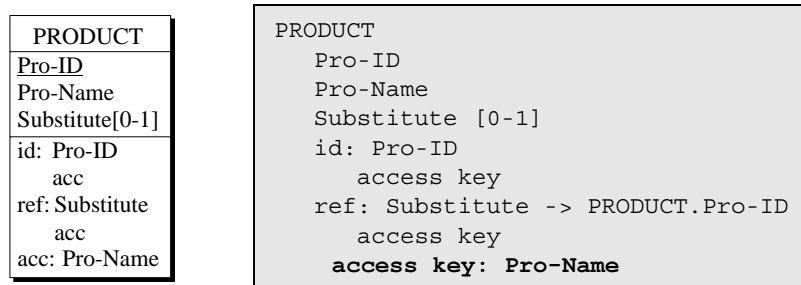 PRODUCT
Pro-ID
Pro-Name
Substitute[0-1]
id: Pro-ID
acc
ref: Substitute
acc
acc: Pro-Name
PRODUCT
Pro-ID
Pro-Name
Substitute [0-1]
id: Pro-ID
access key
ref: Substitute -> PRODUCT.Pro-ID
access key
access key: Pro-Name